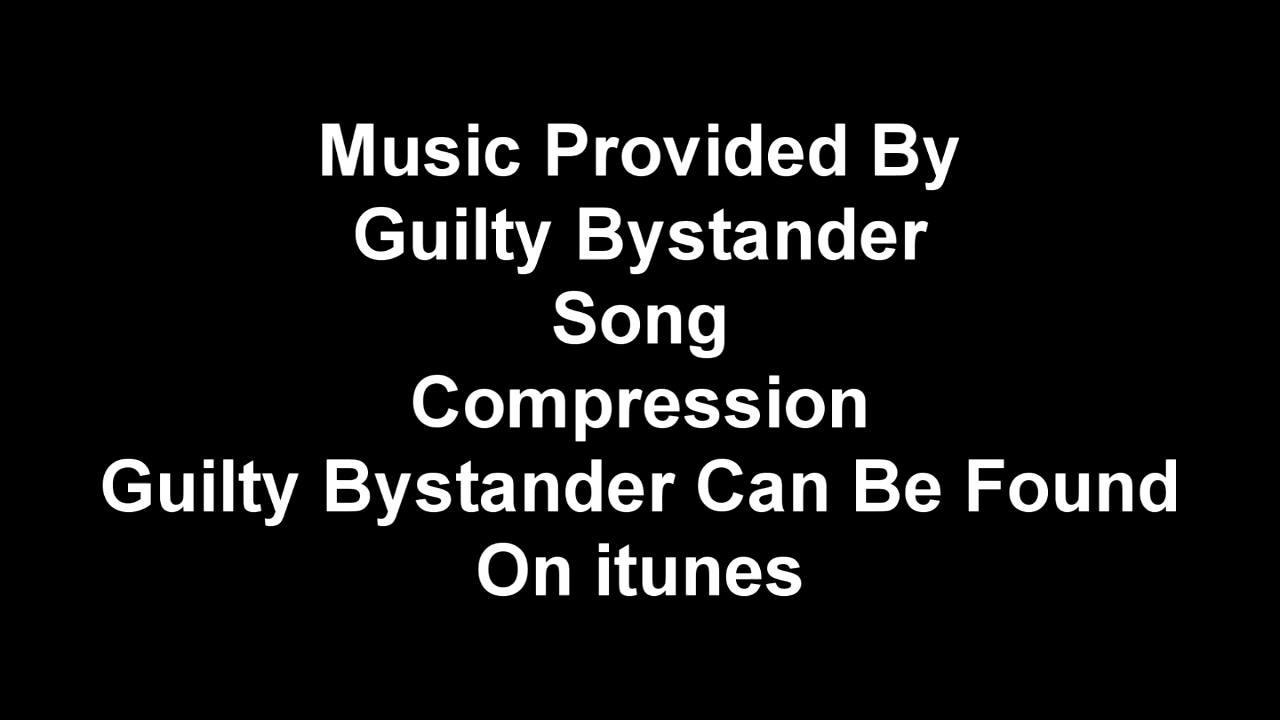 Music Provided By
Guilty Bystander
Song
Compression
Guilty Bystander Can Be Found
On itunes